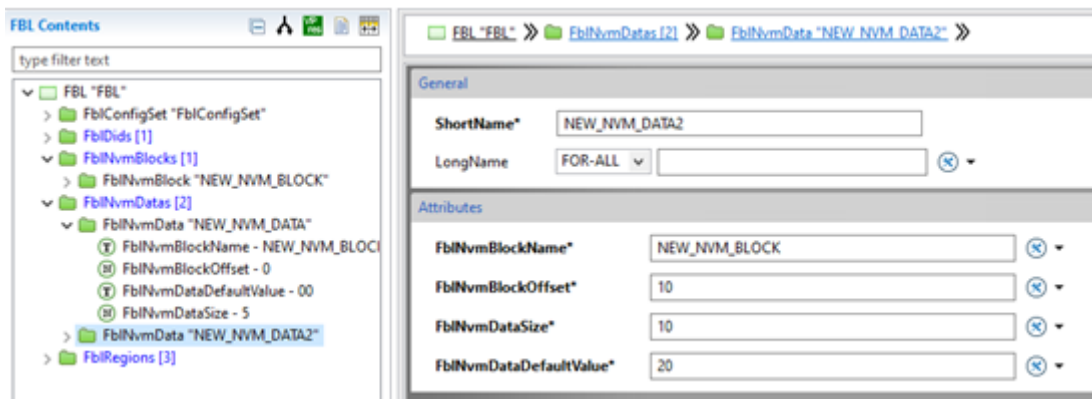 FBL Contents
type filter text
FBL "FBL"
FblConfigSet "FblConfigSet"
FblDids [1]
FblNvmBlocks [1]
FblNvmBlock "NEW_NVM_BLOCK"
FblNvmDatas [2]
FblNvmData "NEW_NVM_DATA"
FblNvmBlockName - NEW_NVM_BLOCI
FblNvmBlockOffset - 0
FblNvmDataDefaultValue - 00
FblNvmDataSize - 5
FblNvmData "NEW_NVM_DATA2"
FblRegions [3]
FBL "FBL" FblNvmDatas [2] FblNvmData "NEW_NVM_DATA2"
General
ShortName* NEW_NVM_DATA2
LongName FOR-ALL
Attributes
FblNvmBlockName* NEW_NVM_BLOCK
FblNvmBlockOffset* 10
FblNvmDataSize* 10
FblNvmDataDefaultValue* 20